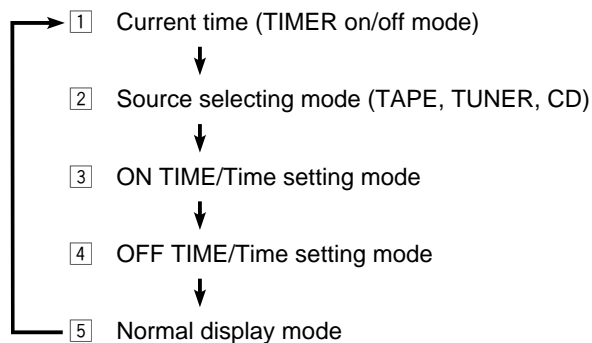 1 Current time (TIMER on/off mode)
2 Source selecting mode (TAPE, TUNER, CD)
3 ON TIME/Time setting mode
4 OFF TIME/Time setting mode
5 Normal display mode